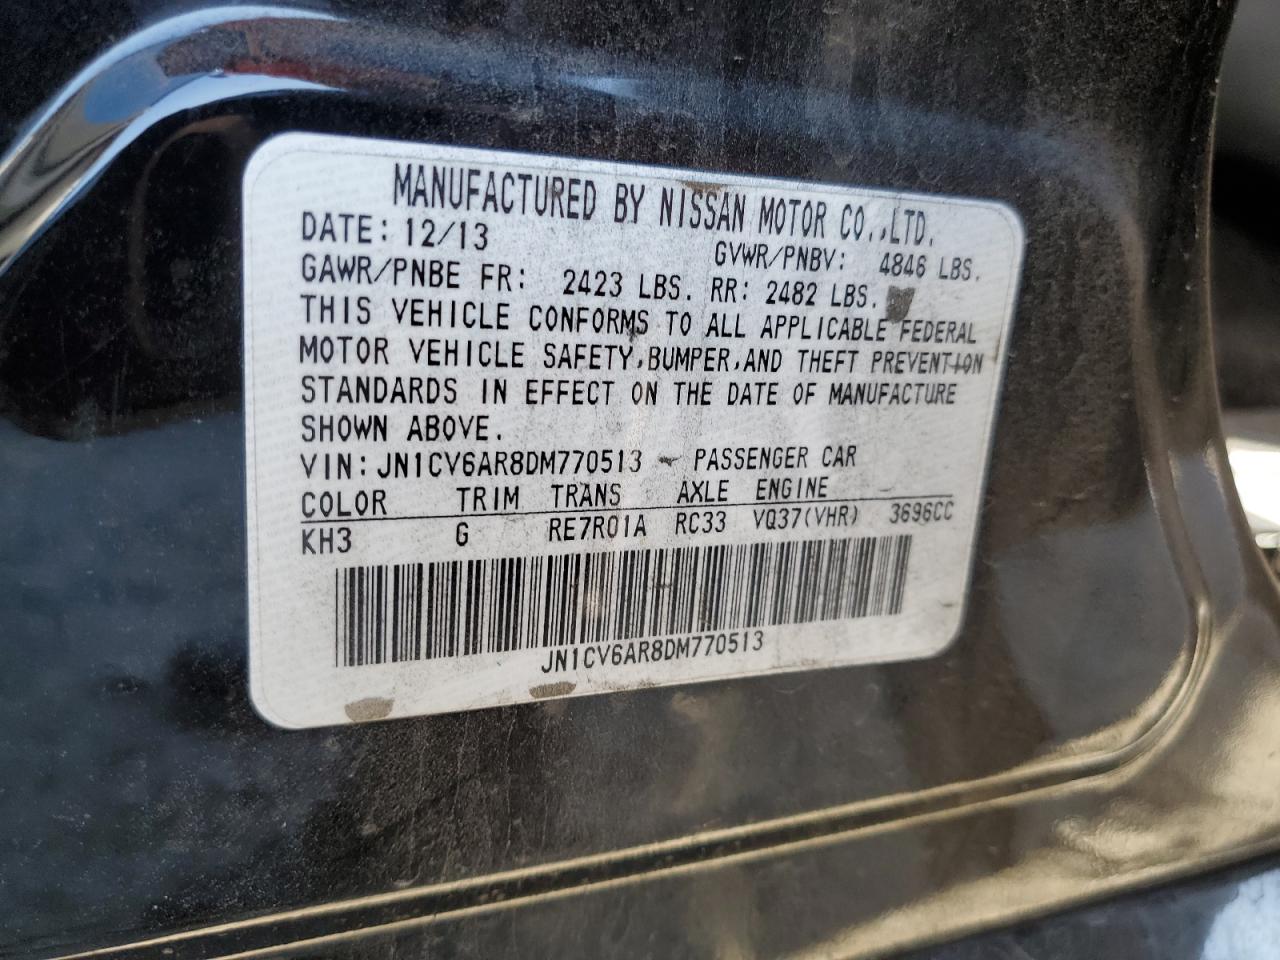 MANUFACTURED BY NISSAN MOTOR CO.,LTD.
DATE: 12/13 GVWR/PNBV: 4846 LBS.
GAWR/PNBE FR: 2423 LBS. RR: 2482 LBS.
THIS VEHICLE CONFORMS TO ALL APPLICABLE FEDERAL
MOTOR VEHICLE SAFETY,BUMPER,AND THEFT PREVENTION
STANDARDS IN EFFECT ON THE DATE OF MANUFACTURE
SHOWN ABOVE.
VIN: JN1CV6AR8DM770513 - PASSENGER CAR
COLOR TRIM TRANS AXLE ENGINE
KH3 G RE7R01A RC33 VQ37(VHR) 3696CC
JN1CV6AR8DM770513